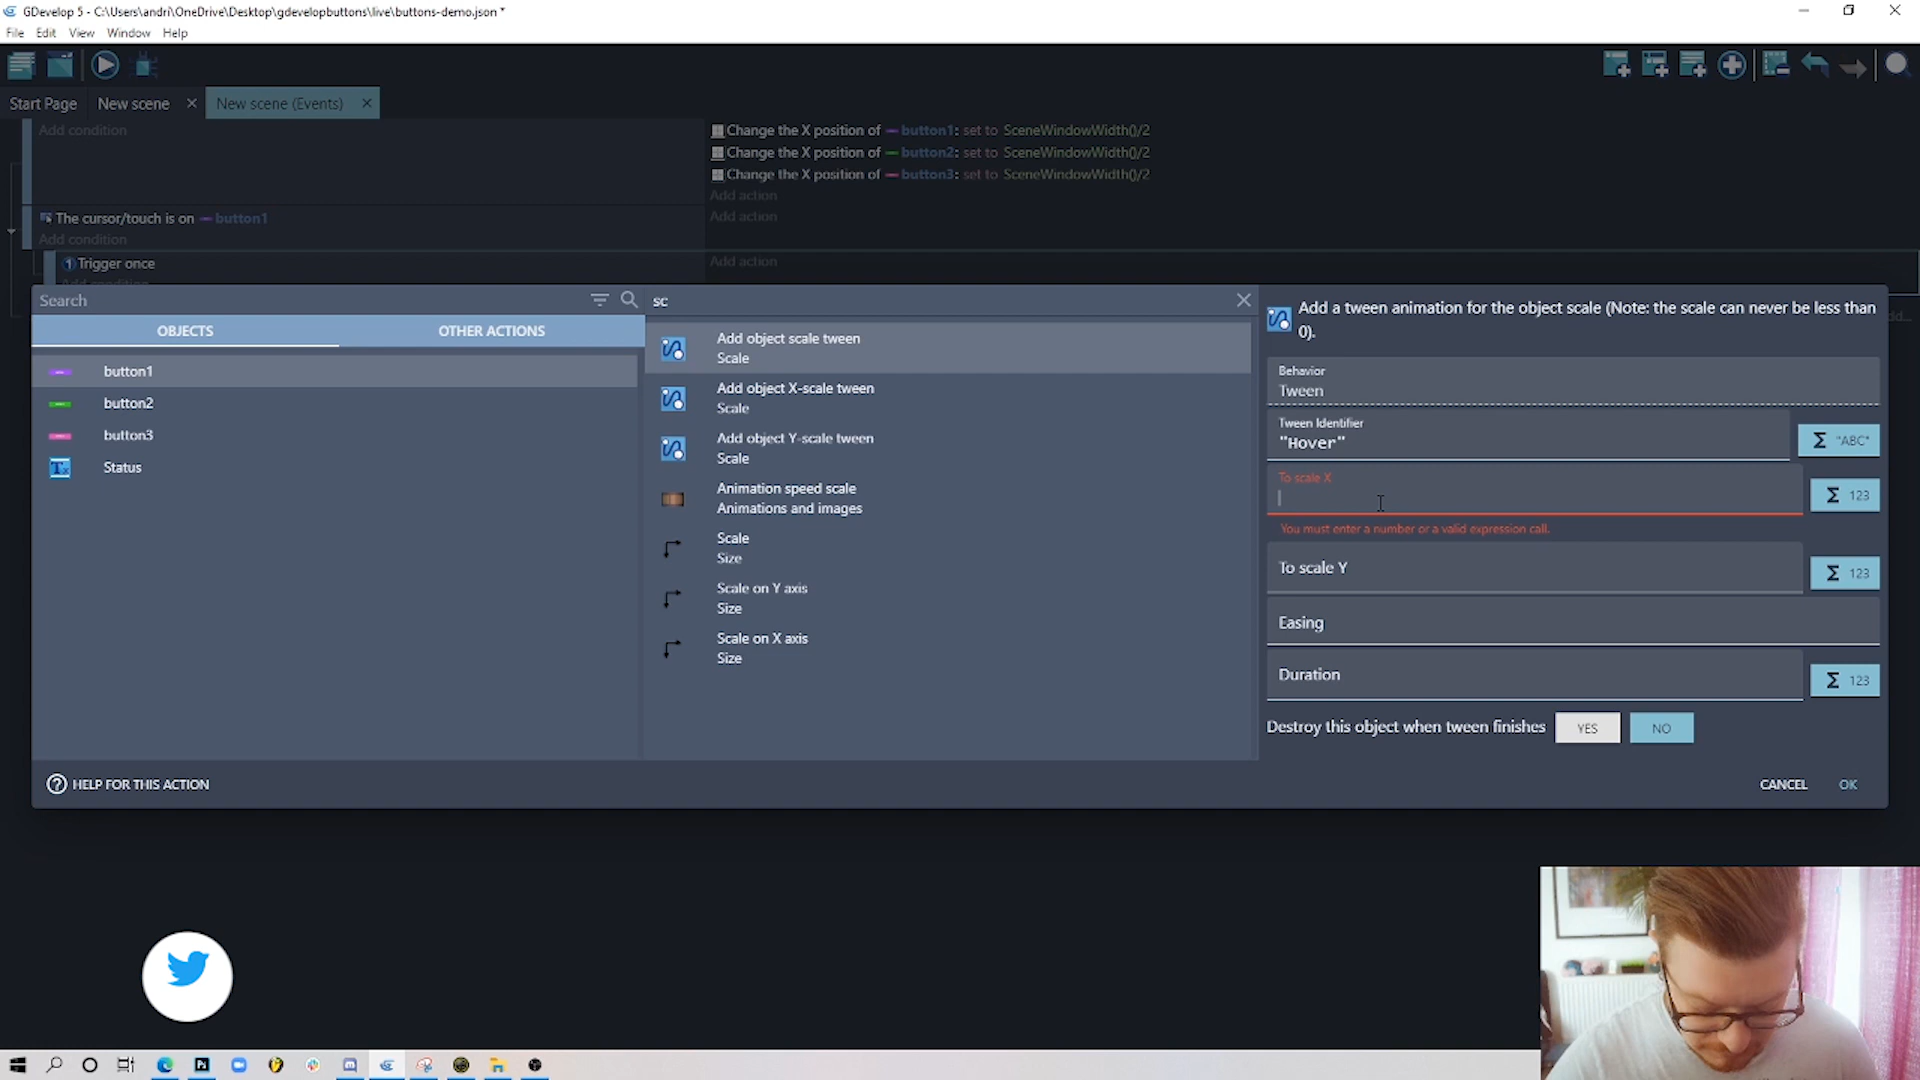 GDevelop 5 - C:\Users\andri\OneDrive\Desktop\gdevelopbuttons\live\buttons-demo.json *
File Edit View Window Help
Start Page New scene × New scene (Events) ×
Add condition
Change the X position of button1: set to SceneWindowWidth()/2
Change the X position of button2: set to SceneWindowWidth()/2
Change the X position of button3: set to SceneWindowWidth()/2
Add action
The cursor/touch is on button1
Add action
Add condition
Trigger once
Add action
Add condition
Search
sc
OBJECTS
OTHER ACTIONS
button1
button2
button3
Status
Add object scale tween
Scale
Add object X-scale tween
Scale
Add object Y-scale tween
Scale
Animation speed scale
Animations and images
Scale
Size
Scale on Y axis
Size
Scale on X axis
Size
Add a tween animation for the object scale (Note: the scale can never be less than
0).
Behavior
Tween
Tween Identifier
"Hover"
Σ "ABC"
To scale X
Σ 123
You must enter a number or a valid expression call.
To scale Y
Σ 123
Easing
Duration
Σ 123
Destroy this object when tween finishes YES NO
HELP FOR THIS ACTION
CANCEL OK